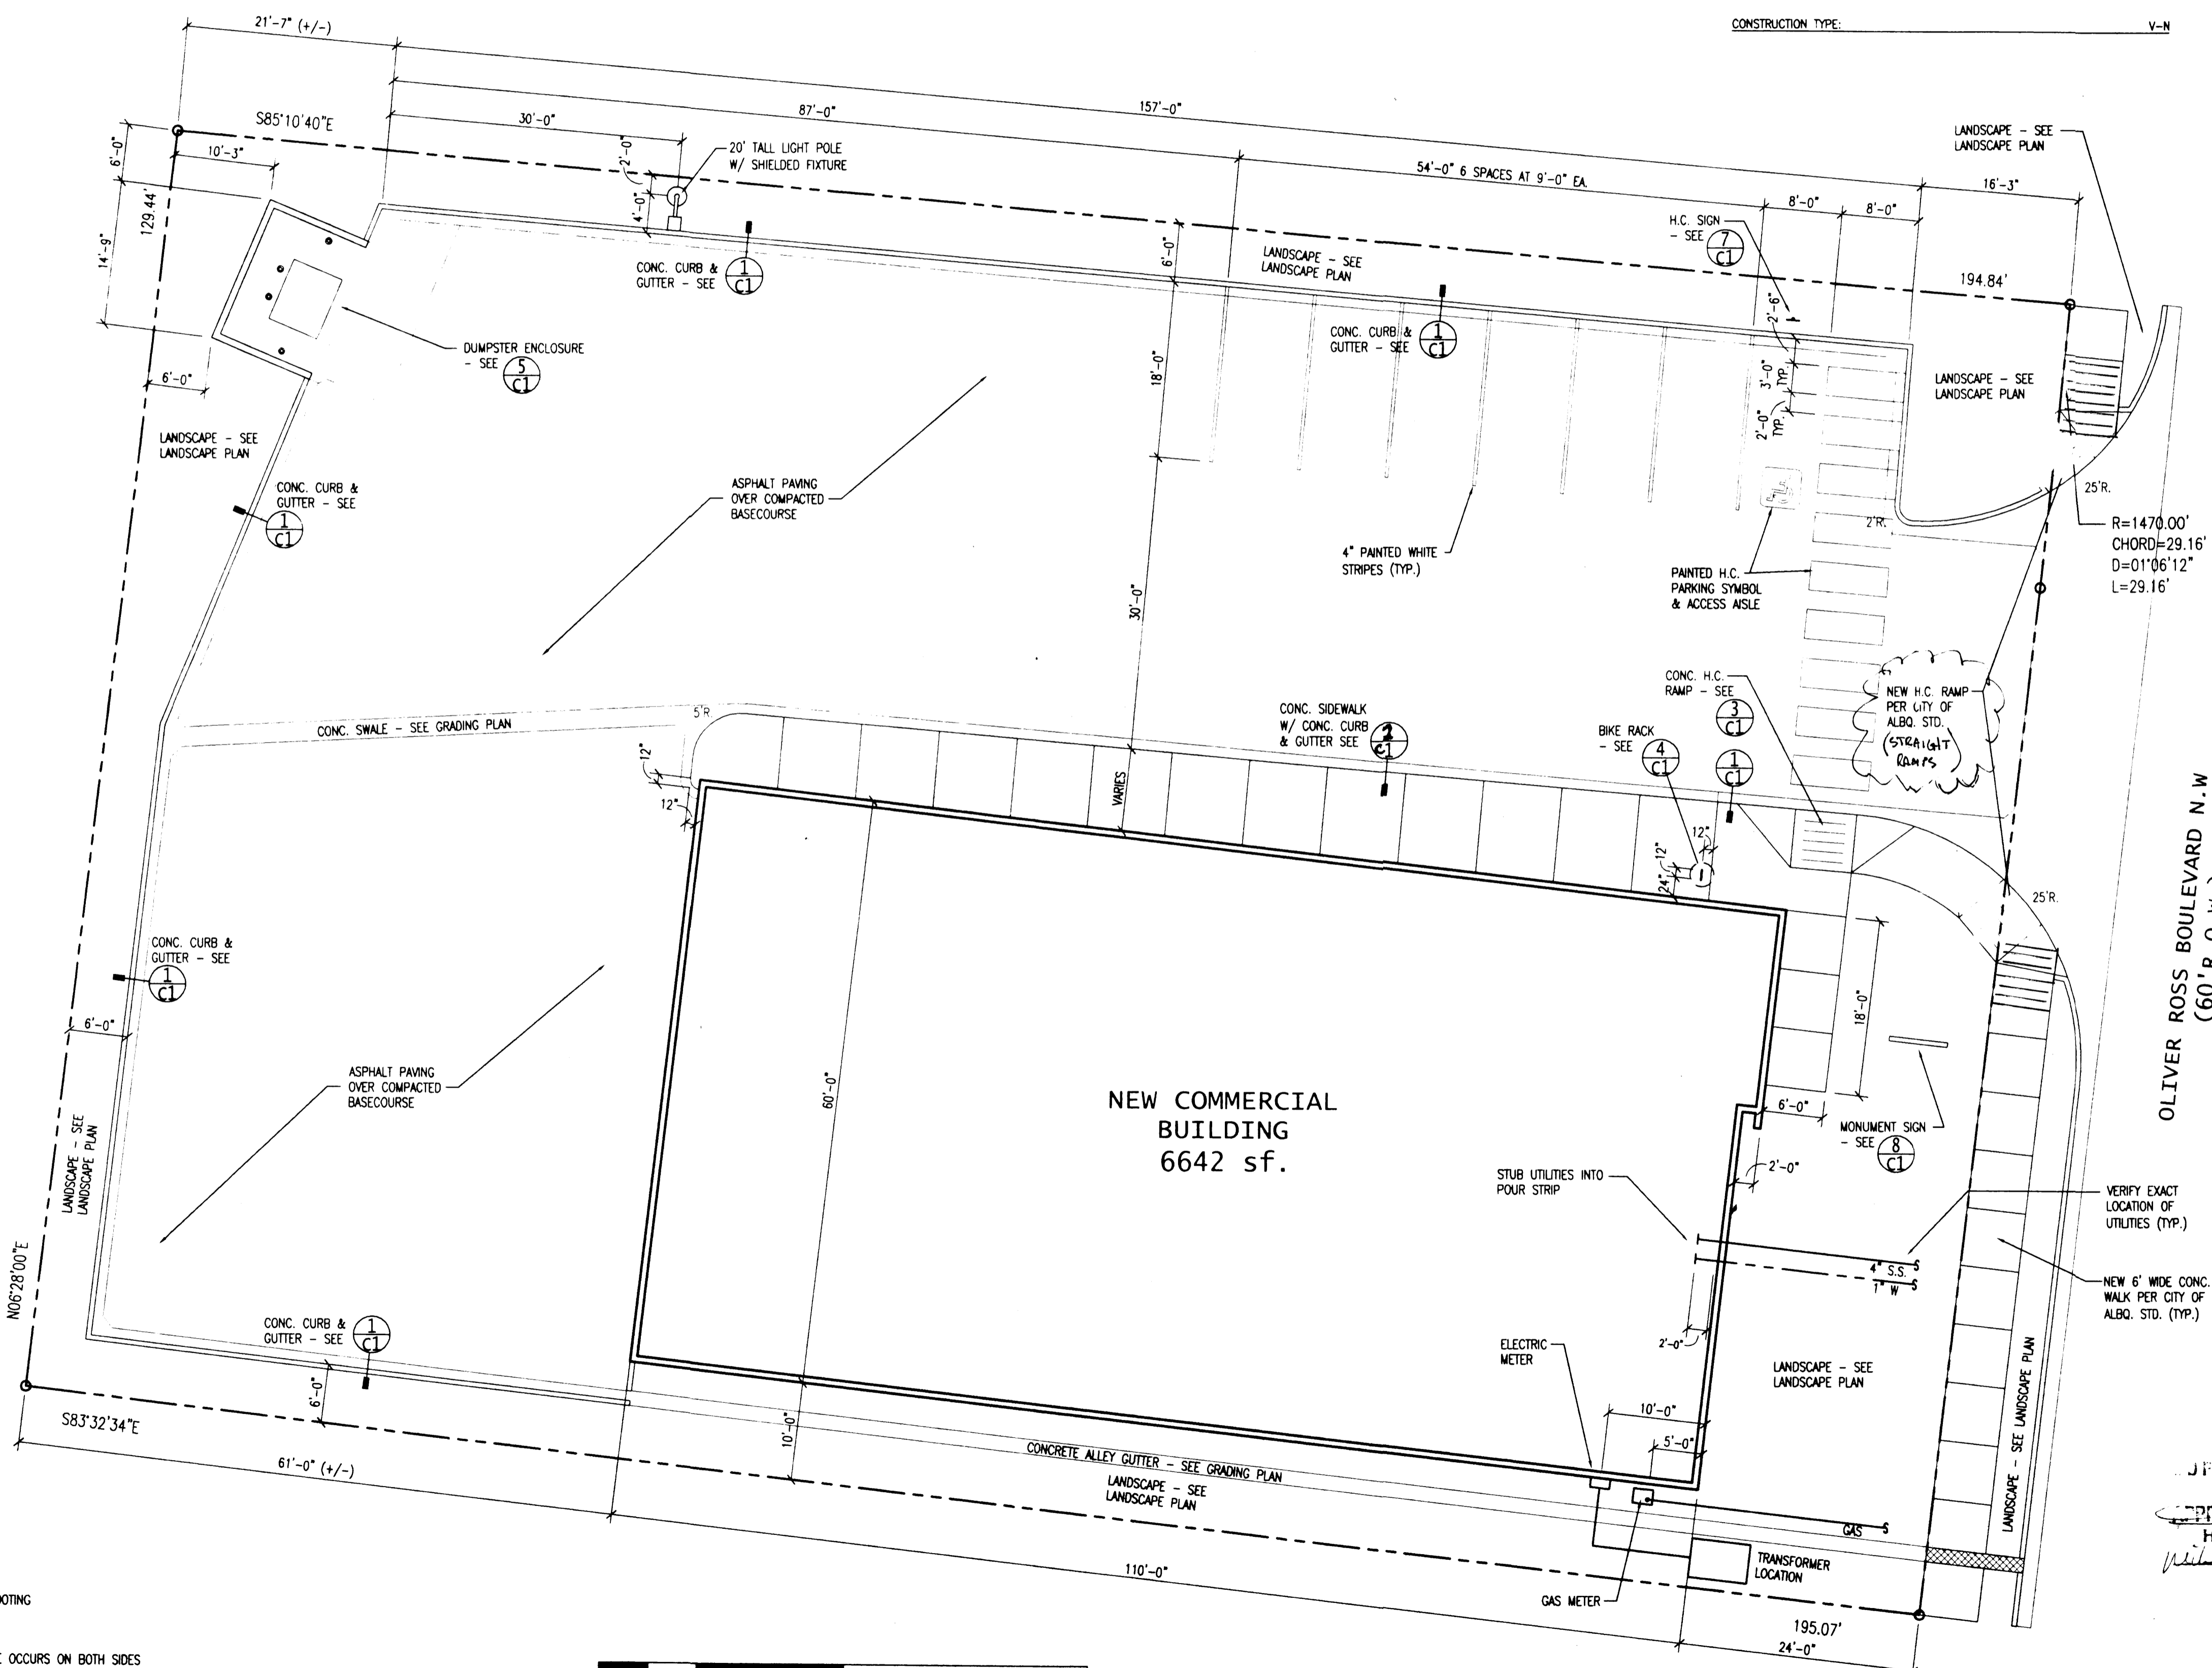 CONSTRUCTION TYPE: V-N
21'-7" (+/-)
157'-0"
87'-0"
30'-0"
S85°10'40"E
10'-3"
6'-0"
129.44'
14'-9"
6'-0"
2'-0"
4'-0"
20' TALL LIGHT POLE
W/ SHIELDED FIXTURE
54'-0" 6 SPACES AT 9'-0" EA.
8'-0"
8'-0"
16'-3"
LANDSCAPE - SEE
LANDSCAPE PLAN
H.C. SIGN
- SEE 7
C1
194.84'
6'-0"
LANDSCAPE - SEE
LANDSCAPE PLAN
CONC. CURB &
GUTTER - SEE
1
C1
CONC. CURB &
GUTTER - SEE
1
C1
2'-6"
3'-0"
TYP.
2'-0"
TYP.
18'-0"
DUMPSTER ENCLOSURE
- SEE 5
C1
LANDSCAPE - SEE
LANDSCAPE PLAN
LANDSCAPE - SEE
LANDSCAPE PLAN
CONC. CURB &
GUTTER - SEE
1
C1
ASPHALT PAVING
OVER COMPACTED
BASECOURSE
4" PAINTED WHITE
STRIPES (TYP.)
2'R.
25'R.
R=1470.00'
CHORD=29.16'
D=01°06'12"
L=29.16'
PAINTED H.C.
PARKING SYMBOL
& ACCESS AISLE
30'-0"
NEW H.C. RAMP
PER CITY OF
ALBQ. STD.
(STRAIGHT
RAMPS)
CONC. H.C.
RAMP - SEE
3
C1
1
C1
BIKE RACK
- SEE 4
C1
CONC. SIDEWALK
W/ CONC. CURB
& GUTTER SEE
2
C1
CONC. SWALE - SEE GRADING PLAN
5'R.
12"
12"
VARIES
12"
12"
24"
25'R.
OLIVER ROSS BOULEVARD N.W
(60' R.O.W.)
CONC. CURB &
GUTTER - SEE
1
C1
6'-0"
18'-0"
60'-0"
ASPHALT PAVING
OVER COMPACTED
BASECOURSE
NEW COMMERCIAL
BUILDING
6642 sf.
6'-0"
MONUMENT SIGN
- SEE 8
C1
2'-0"
STUB UTILITIES INTO
POUR STRIP
VERIFY EXACT
LOCATION OF
UTILITIES (TYP.)
4" S.S.
1" W
NEW 6' WIDE CONC.
WALK PER CITY OF
ALBQ. STD. (TYP.)
LANDSCAPE - SEE
LANDSCAPE PLAN
N06°28'00"E
CONC. CURB &
GUTTER - SEE
1
C1
2'-0"
ELECTRIC
METER
LANDSCAPE - SEE
LANDSCAPE PLAN
LANDSCAPE - SEE LANDSCAPE PLAN
6'-0"
S83°32'34"E
10'-0"
10'-0"
5'-0"
61'-0" (+/-)
CONCRETE ALLEY GUTTER - SEE GRADING PLAN
LANDSCAPE - SEE
LANDSCAPE PLAN
GAS
TRANSFORMER
LOCATION
GAS METER
110'-0"
195.07'
24'-0"
OTING
OCCURS ON BOTH SIDES